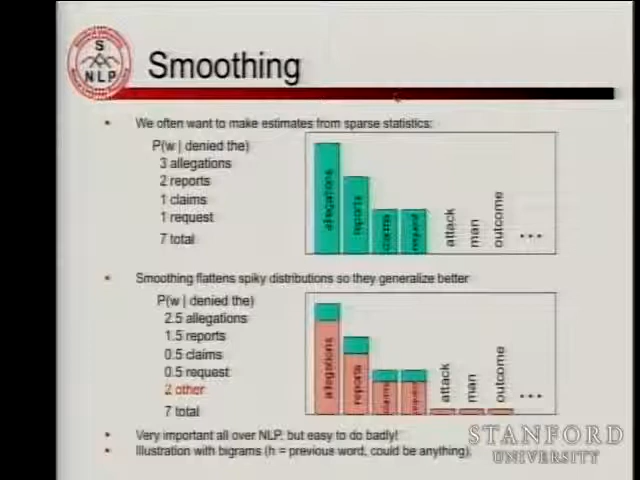 S
NLP
Smoothing
• We often want to make estimates from sparse statistics:
P(w | denied the)
3 allegations
2 reports
1 claims
1 request
7 total
allegations
reports
claims
request
attack
man
outcome
...
• Smoothing flattens spiky distributions so they generalize better
P(w | denied the)
2.5 allegations
1.5 reports
0.5 claims
0.5 request
2 other
7 total
allegations
reports
claims
request
attack
man
outcome
...
• Very important all over NLP, but easy to do badly!
• Illustration with bigrams (h = previous word, could be anything).
STANFORD
UNIVERSITY